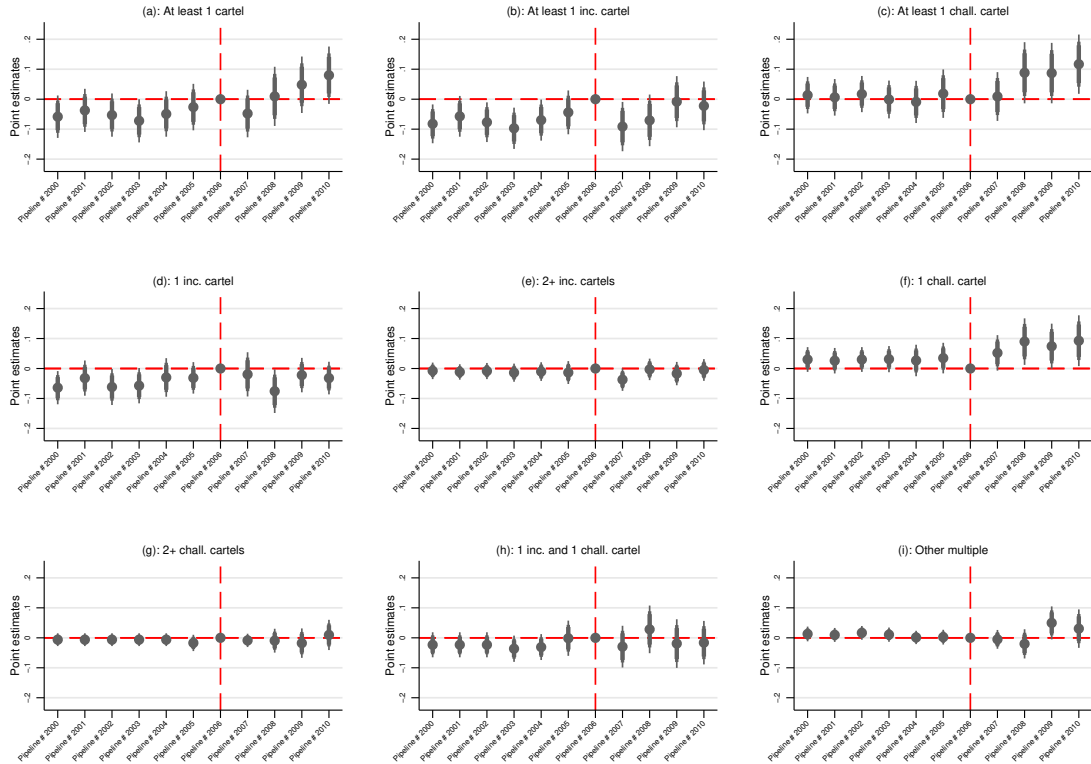 (a): At least 1 cartel
Point estimates
.2
.1
0
-.1
-.2
Pipeline # 2000
Pipeline # 2001
Pipeline # 2002
Pipeline # 2003
Pipeline # 2004
Pipeline # 2005
Pipeline # 2006
Pipeline # 2007
Pipeline # 2008
Pipeline # 2009
Pipeline # 2010
(b): At least 1 inc. cartel
Point estimates
.2
.1
0
-.1
-.2
Pipeline # 2000
Pipeline # 2001
Pipeline # 2002
Pipeline # 2003
Pipeline # 2004
Pipeline # 2005
Pipeline # 2006
Pipeline # 2007
Pipeline # 2008
Pipeline # 2009
Pipeline # 2010
(c): At least 1 chall. cartel
Point estimates
.2
.1
0
-.1
-.2
Pipeline # 2000
Pipeline # 2001
Pipeline # 2002
Pipeline # 2003
Pipeline # 2004
Pipeline # 2005
Pipeline # 2006
Pipeline # 2007
Pipeline # 2008
Pipeline # 2009
Pipeline # 2010
(d): 1 inc. cartel
Point estimates
.2
.1
0
-.1
-.2
Pipeline # 2000
Pipeline # 2001
Pipeline # 2002
Pipeline # 2003
Pipeline # 2004
Pipeline # 2005
Pipeline # 2006
Pipeline # 2007
Pipeline # 2008
Pipeline # 2009
Pipeline # 2010
(e): 2+ inc. cartels
Point estimates
.2
.1
0
-.1
-.2
Pipeline # 2000
Pipeline # 2001
Pipeline # 2002
Pipeline # 2003
Pipeline # 2004
Pipeline # 2005
Pipeline # 2006
Pipeline # 2007
Pipeline # 2008
Pipeline # 2009
Pipeline # 2010
(f): 1 chall. cartel
Point estimates
.2
.1
0
-.1
-.2
Pipeline # 2000
Pipeline # 2001
Pipeline # 2002
Pipeline # 2003
Pipeline # 2004
Pipeline # 2005
Pipeline # 2006
Pipeline # 2007
Pipeline # 2008
Pipeline # 2009
Pipeline # 2010
(g): 2+ chall. cartels
Point estimates
.2
.1
0
-.1
-.2
Pipeline # 2000
Pipeline # 2001
Pipeline # 2002
Pipeline # 2003
Pipeline # 2004
Pipeline # 2005
Pipeline # 2006
Pipeline # 2007
Pipeline # 2008
Pipeline # 2009
Pipeline # 2010
(h): 1 inc. and 1 chall. cartel
Point estimates
.2
.1
0
-.1
-.2
Pipeline # 2000
Pipeline # 2001
Pipeline # 2002
Pipeline # 2003
Pipeline # 2004
Pipeline # 2005
Pipeline # 2006
Pipeline # 2007
Pipeline # 2008
Pipeline # 2009
Pipeline # 2010
(i): Other multiple
Point estimates
.2
.1
0
-.1
-.2
Pipeline # 2000
Pipeline # 2001
Pipeline # 2002
Pipeline # 2003
Pipeline # 2004
Pipeline # 2005
Pipeline # 2006
Pipeline # 2007
Pipeline # 2008
Pipeline # 2009
Pipeline # 2010